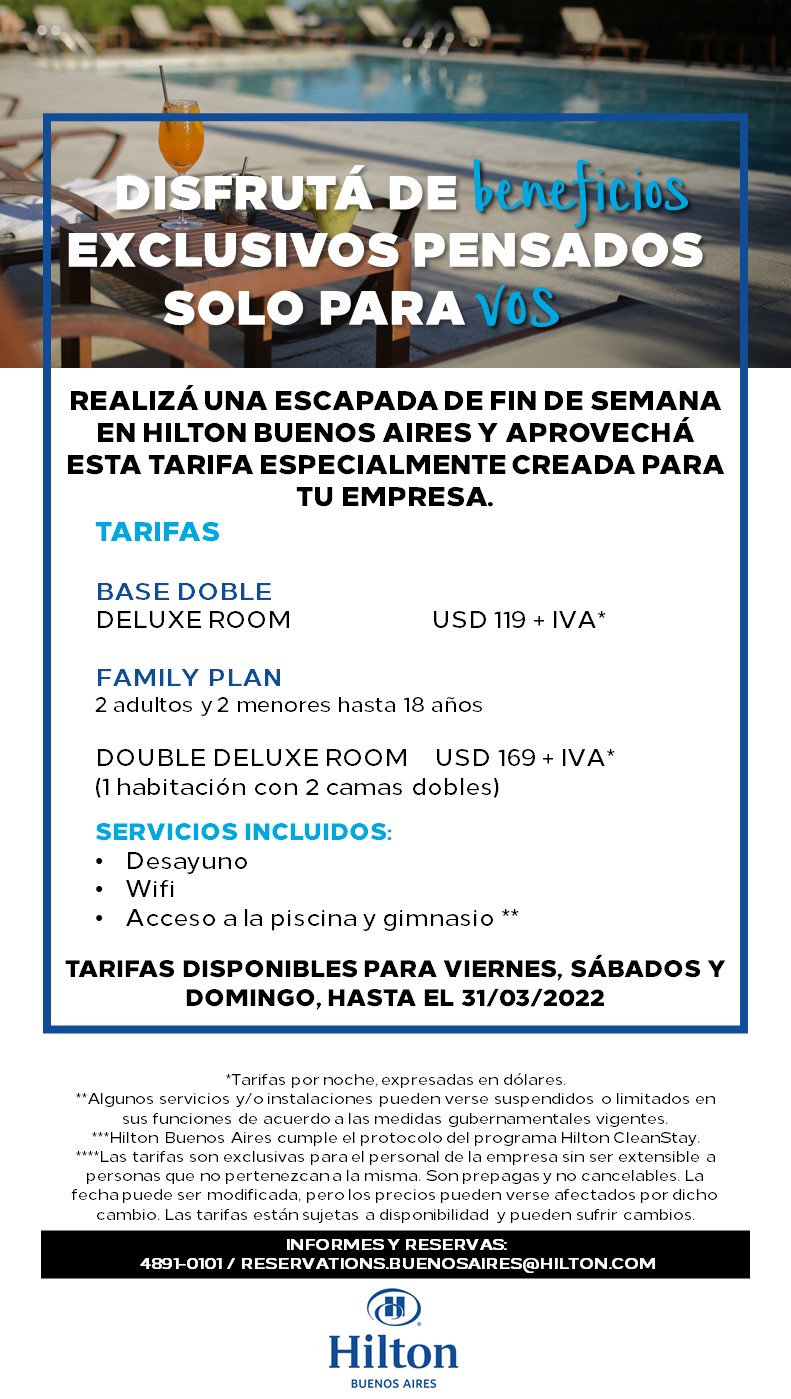 DISFRUTÁ DE beneficios
EXCLUSIVOS PENSADOS
SOLO PARA VOS
REALIZÁ UNA ESCAPADA DE FIN DE SEMANA
EN HILTON BUENOS AIRES Y APROVECHÁ
ESTA TARIFA ESPECIALMENTE CREADA PARA
TU EMPRESA.
TARIFAS
BASE DOBLE
DELUXE ROOM USD 119 + IVA*
FAMILY PLAN
2 adultos y 2 menores hasta 18 años
DOUBLE DELUXE ROOM USD 169 + IVA*
(1 habitación con 2 camas dobles)
SERVICIOS INCLUIDOS:
• Desayuno
• Wifi
• Acceso a la piscina y gimnasio **
TARIFAS DISPONIBLES PARA VIERNES, SÁBADOS Y
DOMINGO, HASTA EL 31/03/2022
*Tarifas por noche, expresadas en dólares.
**Algunos servicios y/o instalaciones pueden verse suspendidos o limitados en
sus funciones de acuerdo a las medidas gubernamentales vigentes.
***Hilton Buenos Aires cumple el protocolo del programa Hilton CleanStay.
****Las tarifas son exclusivas para el personal de la empresa sin ser extensible a
personas que no pertenezcan a la misma. Son prepagas y no cancelables. La
fecha puede ser modificada, pero los precios pueden verse afectados por dicho
cambio. Las tarifas están sujetas a disponibilidad y pueden sufrir cambios.
INFORMES Y RESERVAS:
4891-0101 / RESERVATIONS.BUENOSAIRES@HILTON.COM
Hilton
BUENOS AIRES